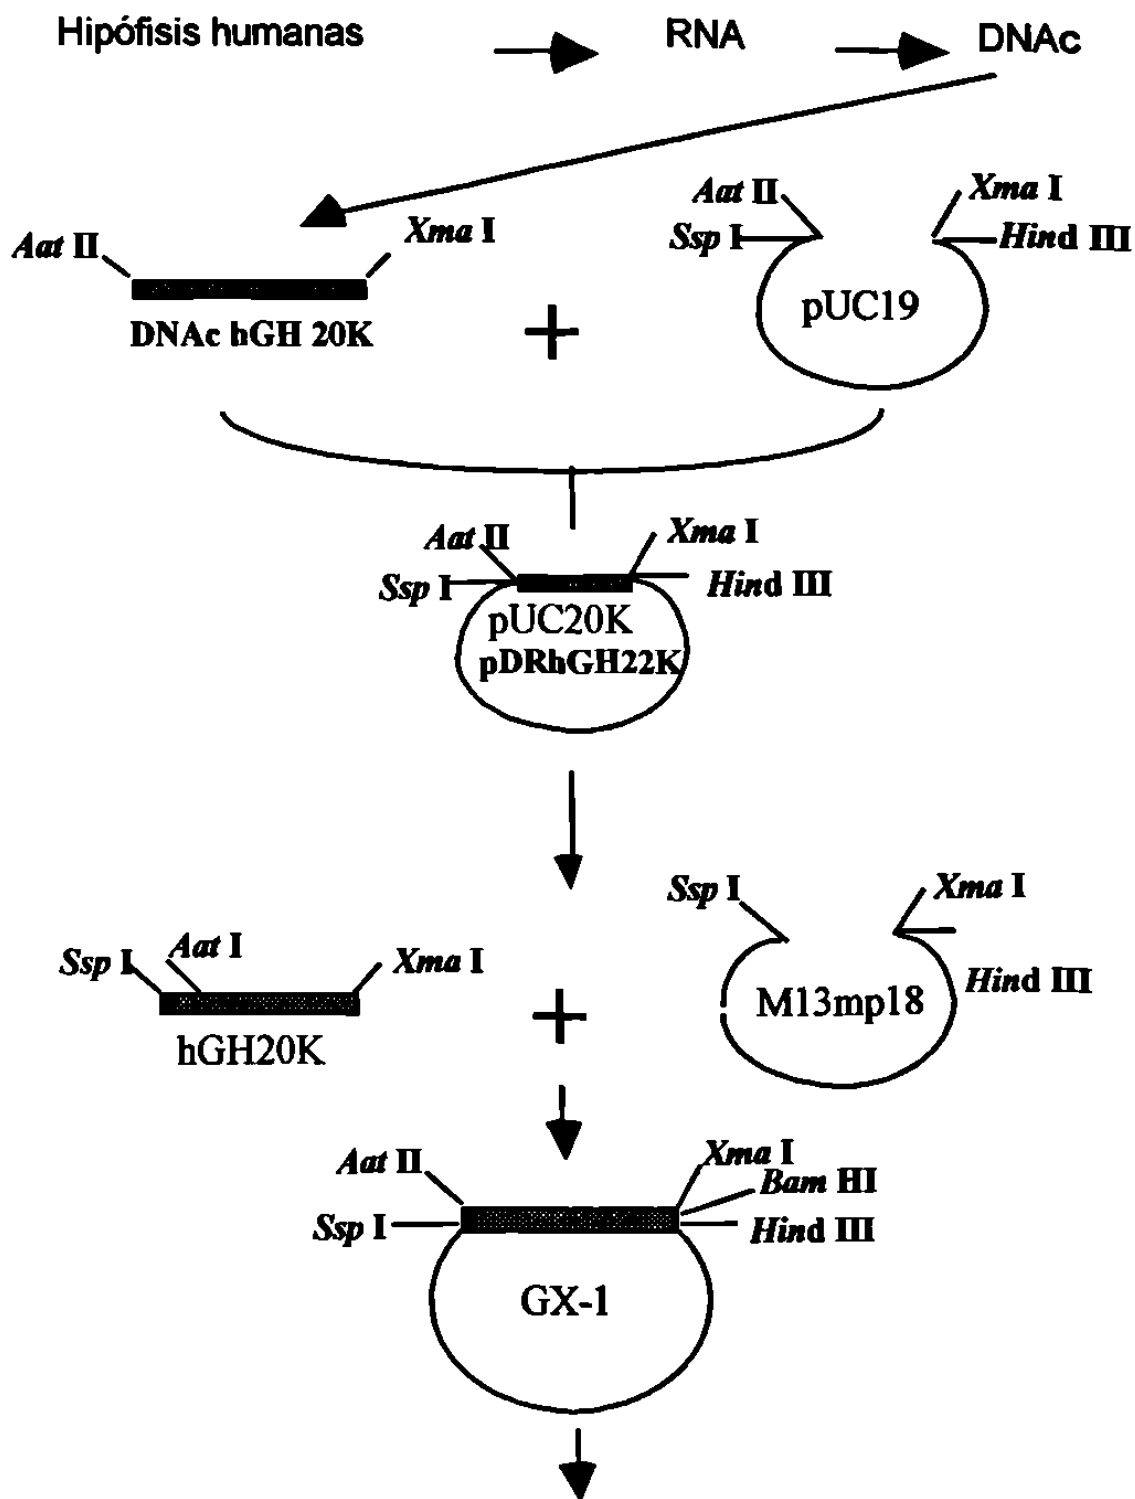 Hipófisis humanas RNA DNAc
Aat II Xma I
Ssp I Hind III
pUC19
Aat II Xma I
DNAc hGH 20K
+
Aat II Xma I
Ssp I Hind III
pUC20K
pDRhGH22K
Ssp I Xma I
Hind III
M13mp18
Ssp I Aat I Xma I
hGH20K
+
Aat II Xma I
Bam HI
Ssp I Hind III
GX-1